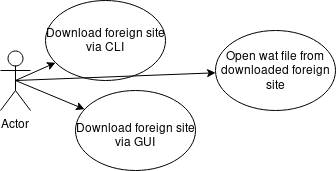 Download foreign site
via CLI
Open wat file from
downloaded foreign
site
Actor
Download foreign site
via GUI